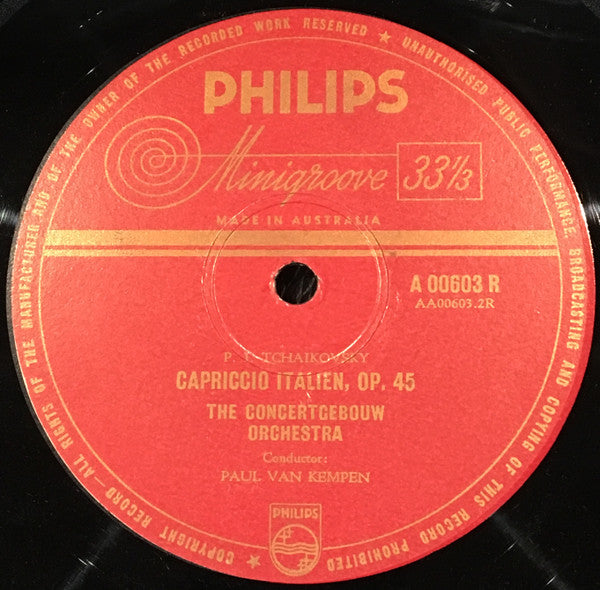 PHILIPS
Minigroove 33⅓
MADE IN AUSTRALIA
A 00603 R
AA00603.2R
P. I. TCHAIKOVSKY
CAPRICCIO ITALIEN, OP. 45
THE CONCERTGEBOUW
ORCHESTRA
Conductor:
PAUL VAN KEMPEN
PHILIPS
★ COPYRIGHT RECORD—ALL RIGHTS OF THE MANUFACTURER AND OF THE OWNER OF THE RECORDED WORK RESERVED ★ UNAUTHORISED PUBLIC PERFORMANCE, BROADCASTING AND COPYING OF THIS RECORD PROHIBITED